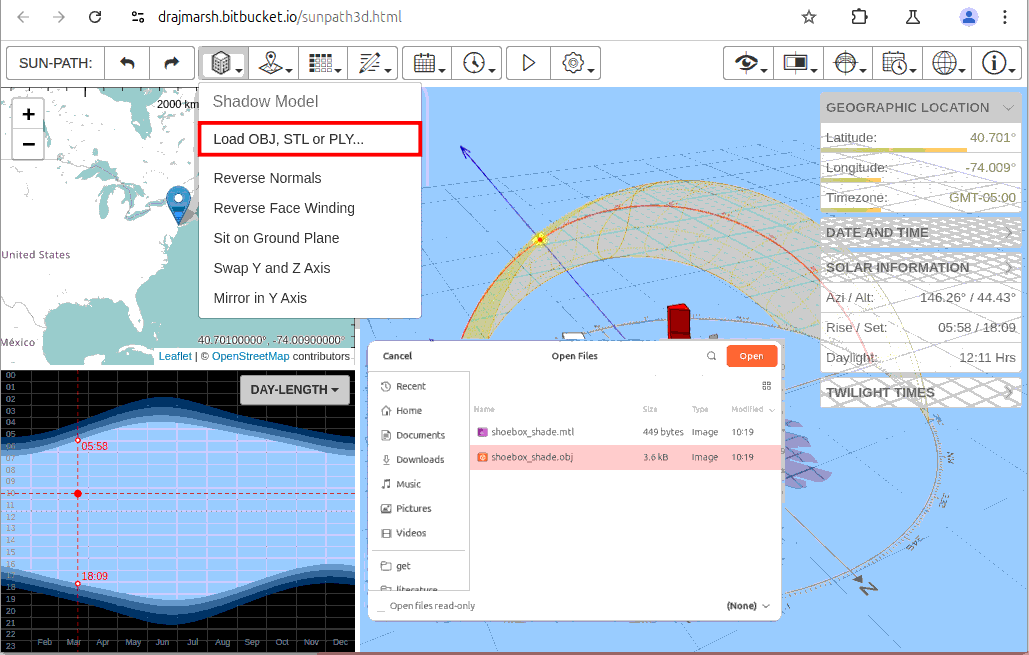 drajmarsh.bitbucket.io/sunpath3d.html
SUN-PATH:
Shadow Model
Load OBJ, STL or PLY...
Reverse Normals
Reverse Face Winding
Sit on Ground Plane
Swap Y and Z Axis
Mirror in Y Axis
+
−
2000 km
United States
México
40.70100000°, -74.00900000°
Leaflet | © OpenStreetMap contributors
GEOGRAPHIC LOCATION
Latitude: 40.701°
Longitude: -74.009°
Timezone: GMT-05:00
DATE AND TIME
SOLAR INFORMATION
Azi / Alt: 146.26° / 44.43°
Rise / Set: 05:58 / 18:09
Daylight: 12:11 Hrs
TWILIGHT TIMES
DAY-LENGTH
00
01
02
03
04
05
06
07
08
09
10
11
12
13
14
15
16
17
18
19
20
21
22
23
05:58
18:09
Feb Mar Apr May Jun Jul Aug Sep Oct Nov Dec
Cancel Open Files Open
Recent
Home
Documents
Downloads
Music
Pictures
Videos
get
literature
Name Size Type Modified
shoebox_shade.mtl 449 bytes Image 10:19
shoebox_shade.obj 3.6 kB Image 10:19
Open files read-only (None)
NW
345
N